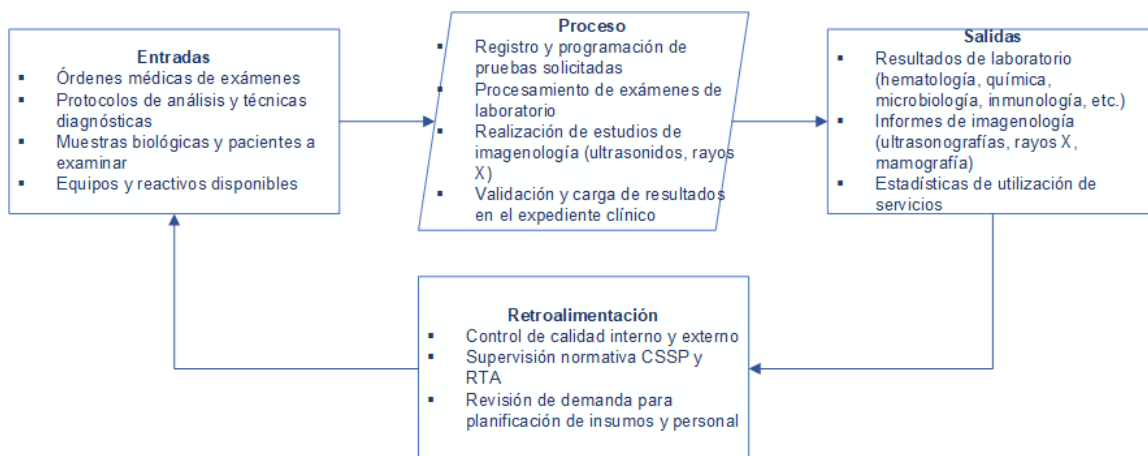 Entradas
▪ Órdenes médicas de exámenes
▪ Protocolos de análisis y técnicas
diagnósticas
▪ Muestras biológicas y pacientes a
examinar
▪ Equipos y reactivos disponibles
Proceso
▪ Registro y programación de
pruebas solicitadas
▪ Procesamiento de exámenes de
laboratorio
▪ Realización de estudios de
imagenología (ultrasonidos, rayos
X)
▪ Validación y carga de resultados
en el expediente clínico
Salidas
▪ Resultados de laboratorio
(hematología, química,
microbiología, inmunología, etc.)
▪ Informes de imagenología
(ultrasonografías, rayos X,
mamografía)
▪ Estadísticas de utilización de
servicios
Retroalimentación
▪ Control de calidad interno y externo
▪ Supervisión normativa CSSP y
RTA
▪ Revisión de demanda para
planificación de insumos y personal